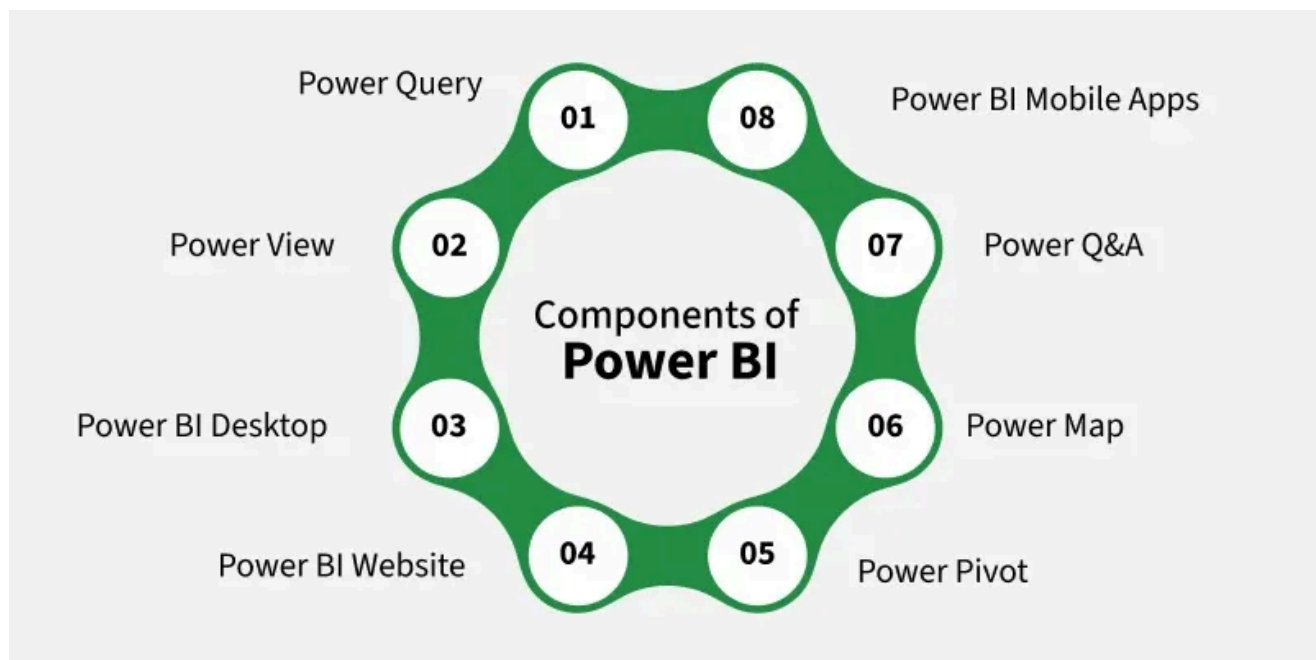 Components of
Power BI
01
Power Query
02
Power View
03
Power BI Desktop
04
Power BI Website
05
Power Pivot
06
Power Map
07
Power Q&A
08
Power BI Mobile Apps